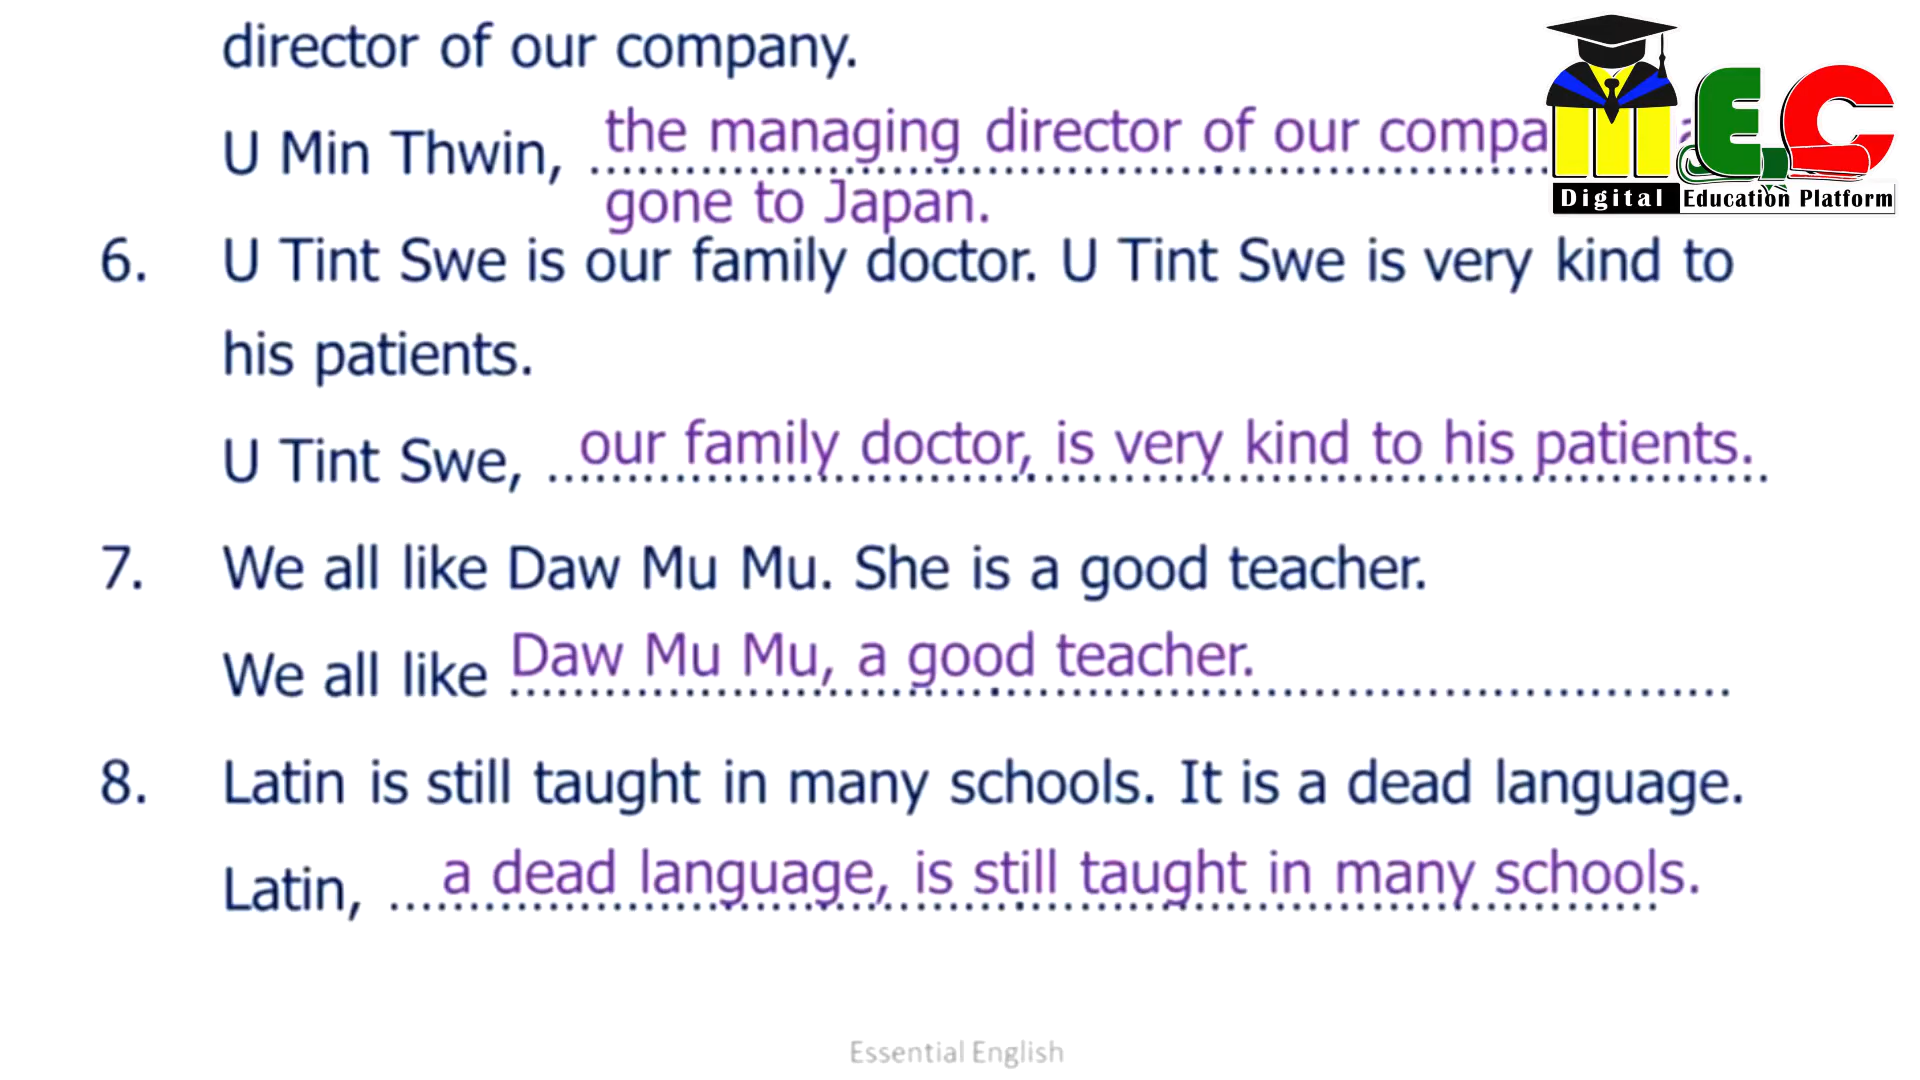 director of our company.
the managing director of our compa
U Min Thwin, ........................................................
gone to Japan.
6. U Tint Swe is our family doctor. U Tint Swe is very kind to
his patients.
U Tint Swe, our family doctor, is very kind to his patients.
7. We all like Daw Mu Mu. She is a good teacher.
We all like Daw Mu Mu, a good teacher.
8. Latin is still taught in many schools. It is a dead language.
Latin, a dead language, is still taught in many schools.
MEC
Digital Education Platform
Essential English